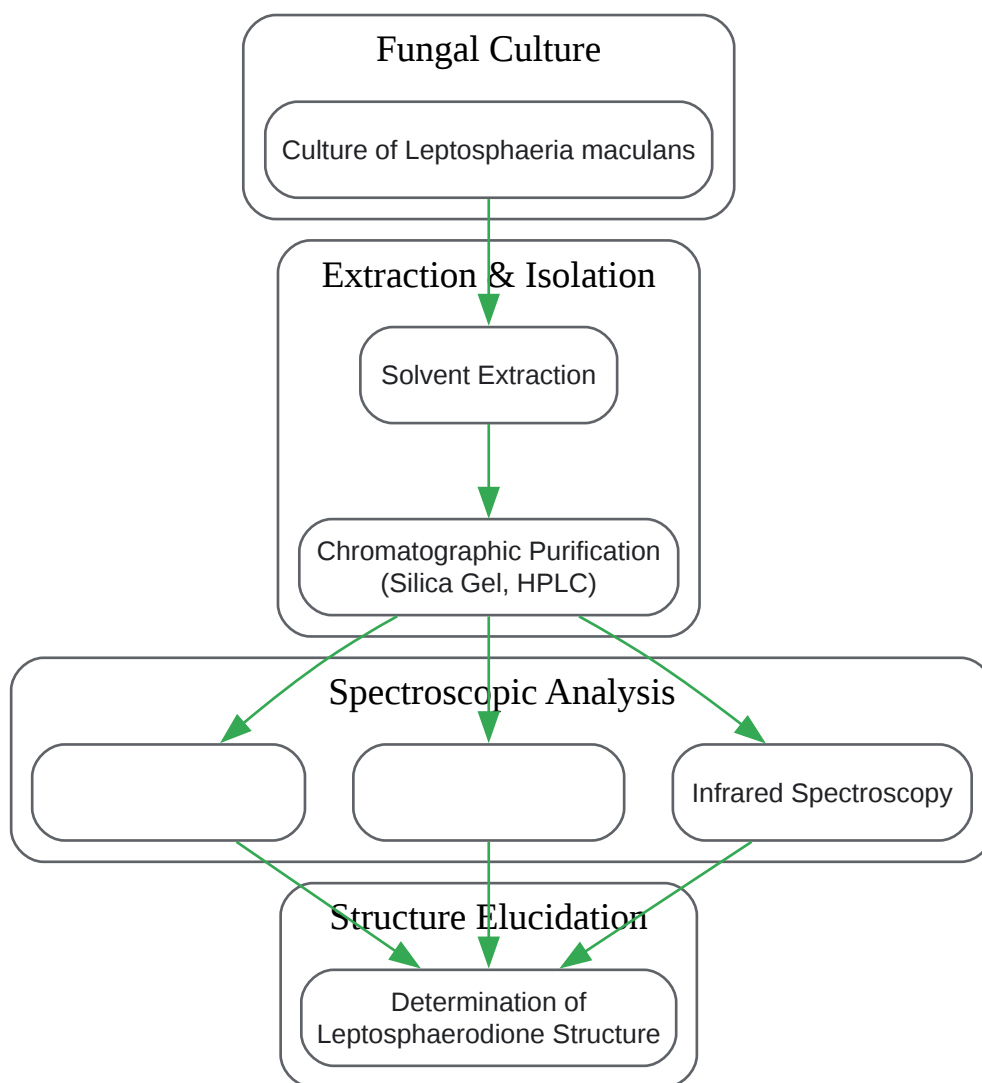 Fungal Culture
Culture of Leptosphaeria maculans
Extraction & Isolation
Solvent Extraction
Chromatographic Purification
(Silica Gel, HPLC)
Spectroscopic Analysis
Infrared Spectroscopy
Structure Elucidation
Determination of
Leptosphaerodione Structure